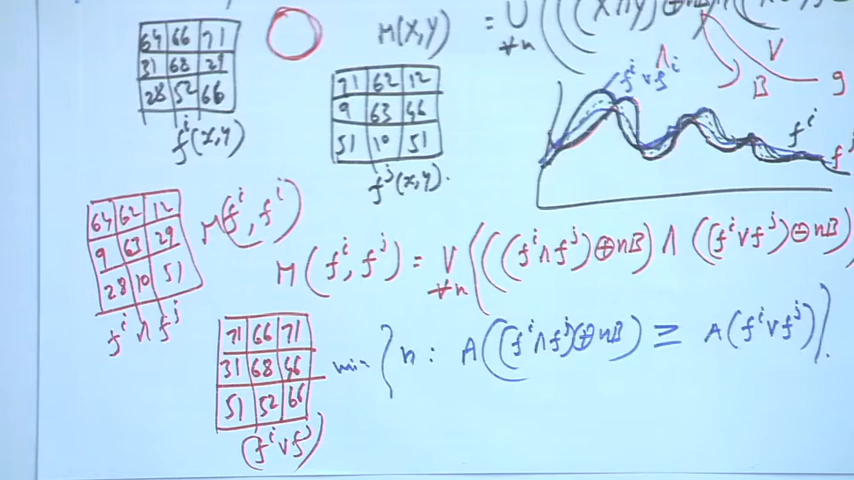 64 66 71
31 68 29
28 52 66
f^i(x,y)
M(X,Y) = ∪
∀n
71 62 12
9 63 46
51 10 51
f^j(x,y).
f^i ∨ f^j
Λ
V
B
g
f^i
f^j
64 62 12
9 63 29
28 10 51
f^i ∧ f^j
M(f^i, f^j)
M(f^i, f^j) = V {((f^i∧f^j)⊕nB) Λ ((f^i∨f^j)⊖nB)
∀n
71 66 71
31 68 46
51 52 66
(f^i∨f^j)
min {n : A((f^i∧f^j)⊕nB) ≥ A(f^i∨f^j)}.